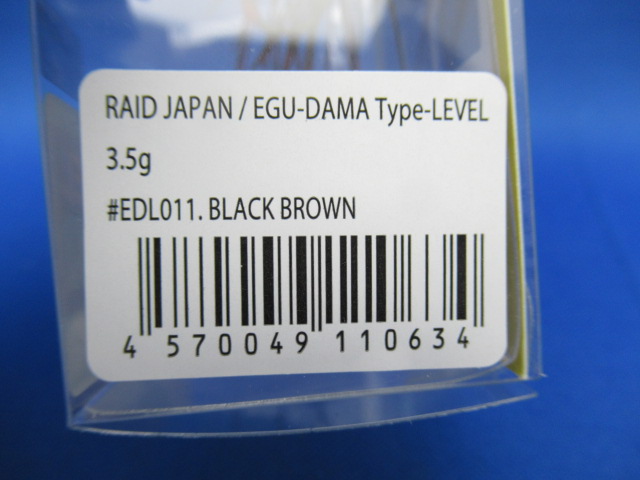 RAID JAPAN / EGU-DAMA Type-LEVEL
3.5g
#EDL011. BLACK BROWN
4 570049 110634